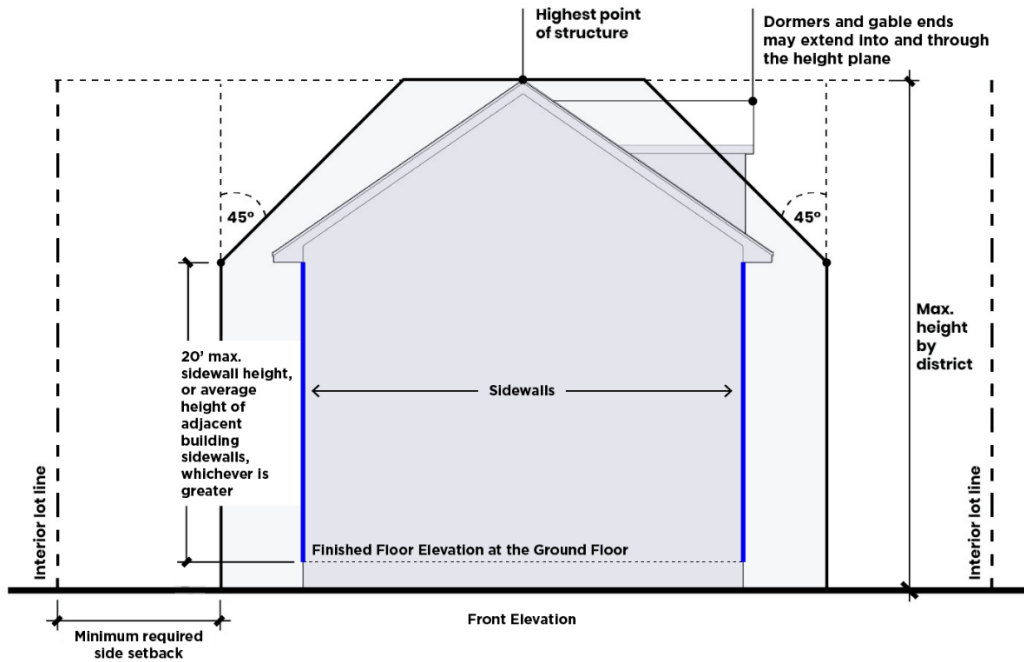 Highest point
of structure
Dormers and gable ends
may extend into and through
the height plane
45°
45°
Max.
height
by
district
20' max.
sidewall height,
or average
height of
adjacent
building
sidewalls,
whichever is
greater
Sidewalls
Interior lot line
Interior lot line
Finished Floor Elevation at the Ground Floor
Front Elevation
Minimum required
side setback